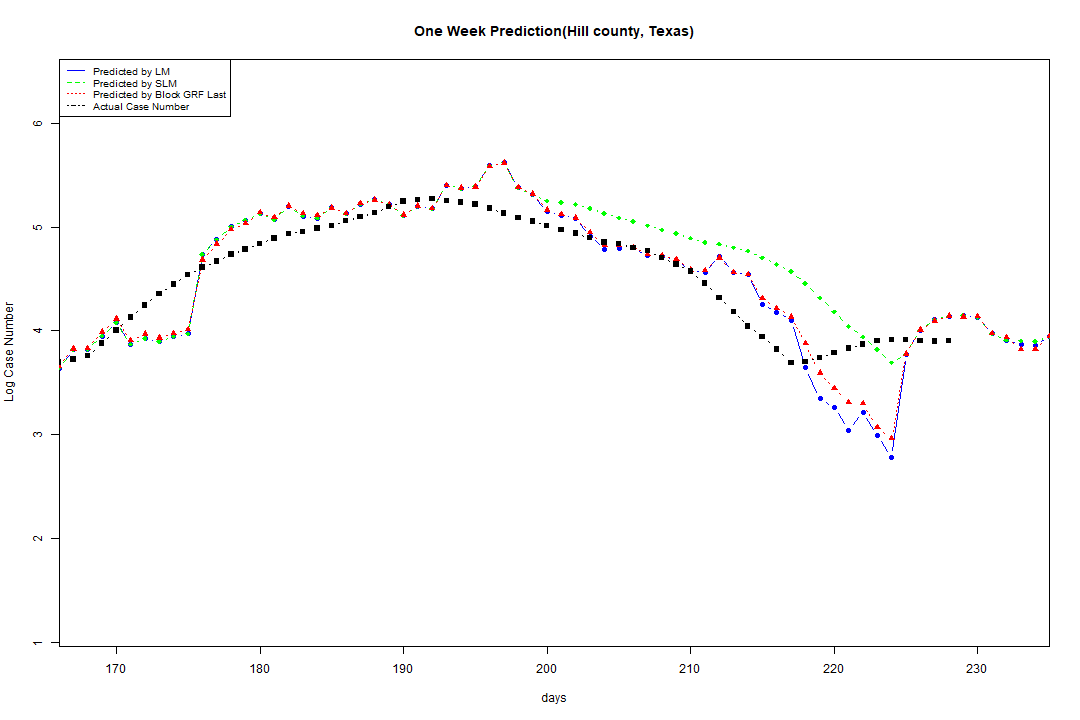 One Week Prediction(Hill county, Texas)
Predicted by LM
Predicted by SLM
Predicted by Block GRF Last
Actual Case Number
Log Case Number
6
5
4
3
2
1
170 180 190 200 210 220 230
days